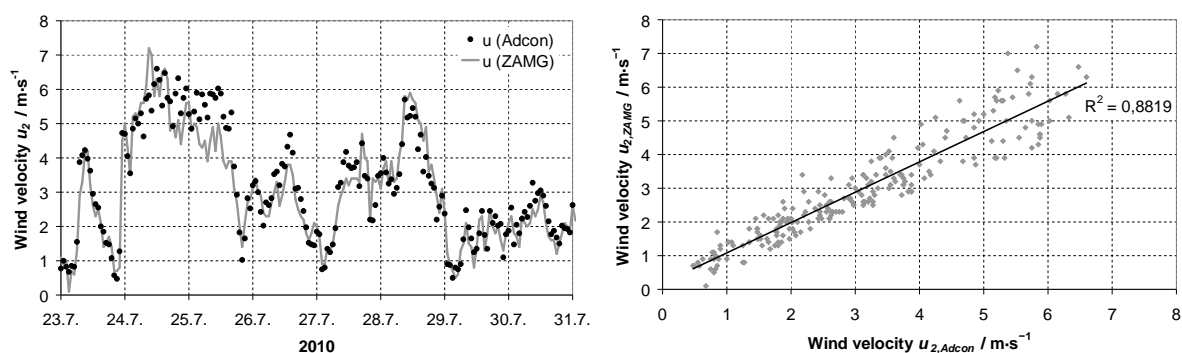 Wind velocity u2 / m·s−1
8
7
6
5
4
3
2
1
0
u (Adcon)
u (ZAMG)
23.7. 24.7. 25.7. 26.7. 27.7. 28.7. 29.7. 30.7. 31.7.
2010
Wind velocity u2,ZAMG / m·s−1
8
7
6
5
4
3
2
1
0
R2 = 0,8819
0 1 2 3 4 5 6 7 8
Wind velocity u2,Adcon / m·s−1